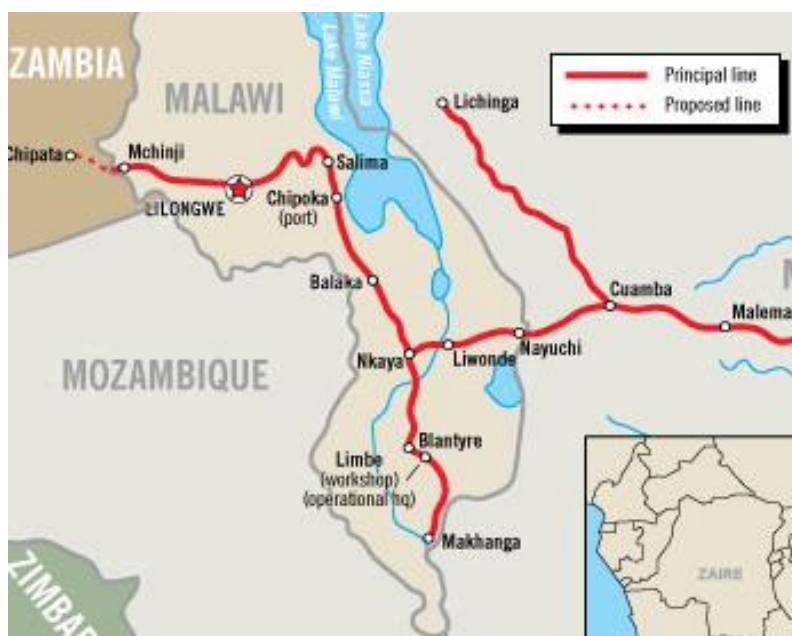 ZAMBIA
MALAWI
Lake Malawi
Lake Niassa
Lichinga
Principal line
Proposed line
Chipata
Mchinji
Salima
LILONGWE
Chipoka
(port)
Balaka
Cuamba
Malema
Nkaya
Liwonde
Nayuchi
MOZAMBIQUE
Blantyre
Limbe
(workshop)
(operational hq)
Makhanga
ZIMBAB
ZAIRE